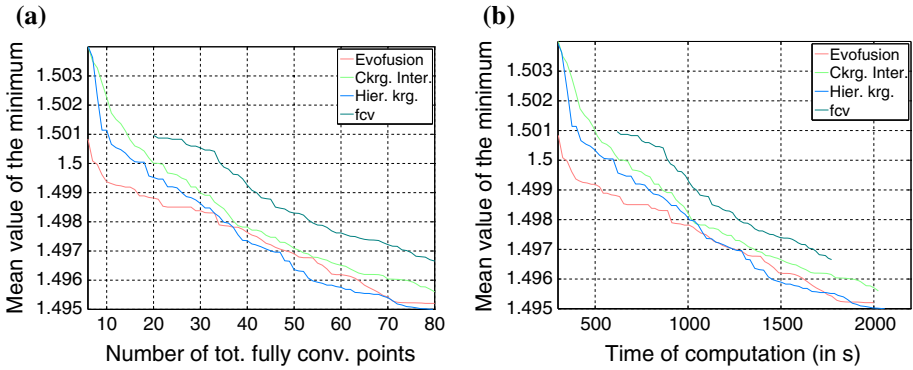 (a)
Mean value of the minimum
1.503
1.502
1.501
1.5
1.499
1.498
1.497
1.496
1.495
Evofusion
Ckrg. Inter.
Hier. krg.
fcv
10 20 30 40 50 60 70 80
Number of tot. fully conv. points
(b)
Mean value of the minimum
1.503
1.502
1.501
1.5
1.499
1.498
1.497
1.496
1.495
Evofusion
Ckrg. Inter.
Hier. krg.
fcv
500 1000 1500 2000
Time of computation (in s)